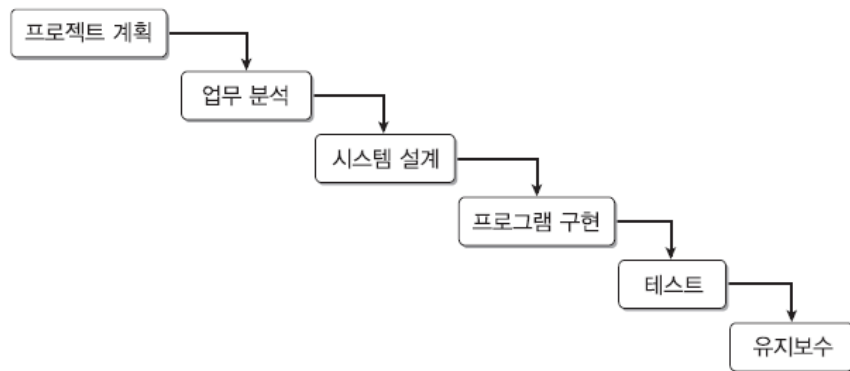 프로젝트 계획
업무 분석
시스템 설계
프로그램 구현
테스트
유지보수